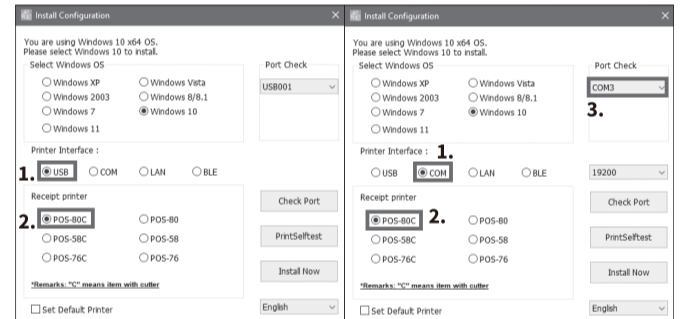 Install Configuration
You are using Windows 10 x64 OS.
Please select Windows 10 to install.
Select Windows OS
Windows XP
Windows Vista
Windows 2003
Windows 8/8.1
Windows 7
Windows 10
Windows 11
Port Check
USB001
Printer Interface :
1.
USB
COM
LAN
BLE
Receipt printer
2.
POS-80C
POS-80
POS-58C
POS-58
POS-76C
POS-76
*Remarks: "C" means item with cutter
Set Default Printer
Check Port
PrintSelftest
Install Now
English
Install Configuration
You are using Windows 10 x64 OS.
Please select Windows 10 to install.
Select Windows OS
Windows XP
Windows Vista
Windows 2003
Windows 8/8.1
Windows 7
Windows 10
Windows 11
Port Check
COM3
3.
Printer Interface :
1.
USB
COM
LAN
BLE
19200
Receipt printer
POS-80C
2.
POS-80
POS-58C
POS-58
POS-76C
POS-76
*Remarks: "C" means item with cutter
Set Default Printer
Check Port
PrintSelftest
Install Now
English